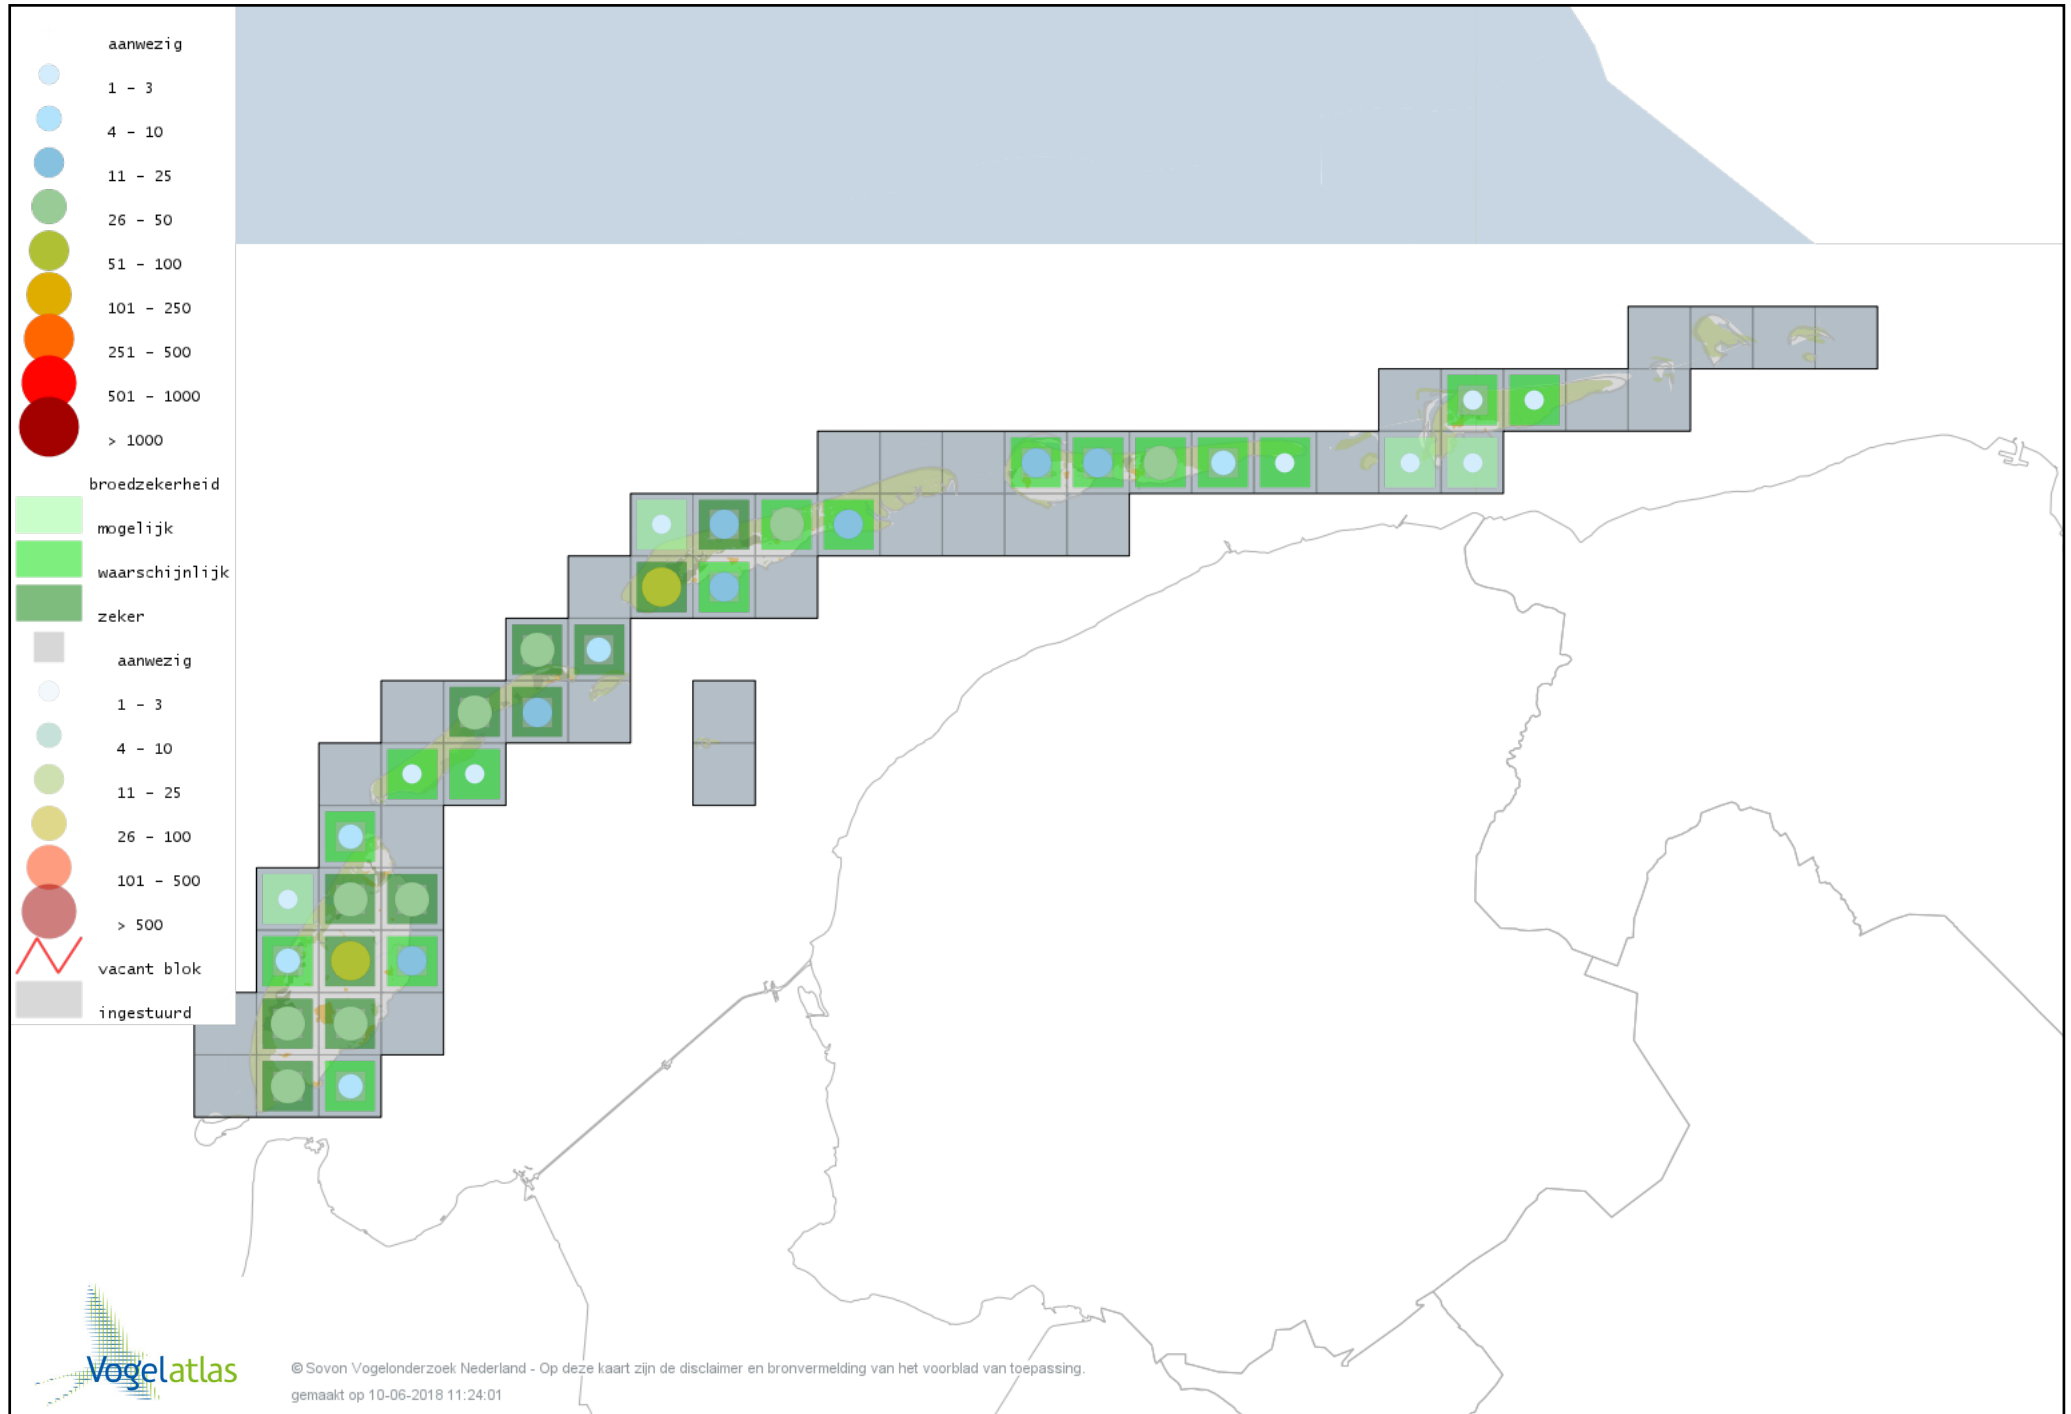 aanwezig
1 - 3
4 - 10
11 - 25
26 - 50
51 - 100
101 - 250
251 - 500
501 - 1000
> 1000
broedzekerheid
mogelijk
waarschijnlijk
zeker
aanwezig
1 - 3
4 - 10
11 - 25
26 - 100
101 - 500
> 500
vacant blok
ingestuurd
Vogelatlas
© Sovon Vogelonderzoek Nederland - Op deze kaart zijn de disclaimer en bronvermelding van het voorblad van toepassing.
gemaakt op 10-06-2018 11:24:01